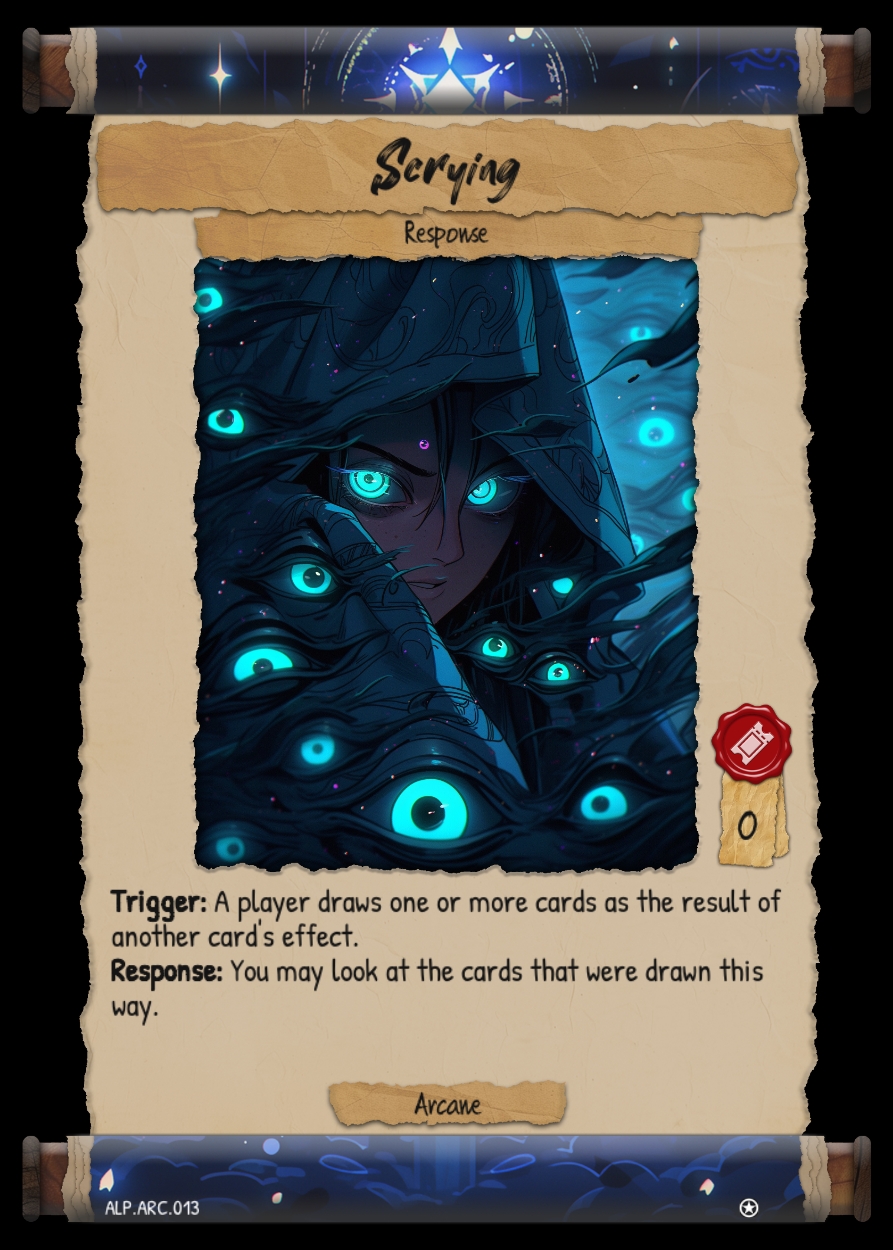 Scrying
Response
0
Trigger: A player draws one or more cards as the result of
another card's effect.
Response: You may look at the cards that were drawn this
way.
Arcane
ALP.ARC.013